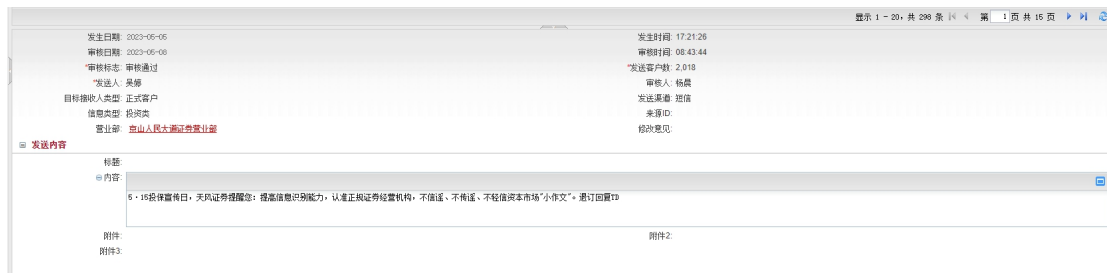 显示 1 - 20，共 298 条 第 1 页 共 15 页
发生日期: 2023-05-05 发生时间: 17:21:26
审核日期: 2023-05-08 审核时间: 08:43:44
*审核标志: 审核通过 *发送客户数: 2,018
*发送人: 吴婷 审核人: 杨晨
目标接收人类型: 正式客户 发送渠道: 短信
信息类型: 投资类 来源ID:
营业部: 京山人民大道证券营业部 修改意见:
发送内容
标题:
内容:
5·15投保宣传日，天风证券提醒您：提高信息识别能力，认准正规证券经营机构，不信谣、不传谣、不轻信资本市场"小作文"。退订回复TD
附件: 附件2:
附件3: